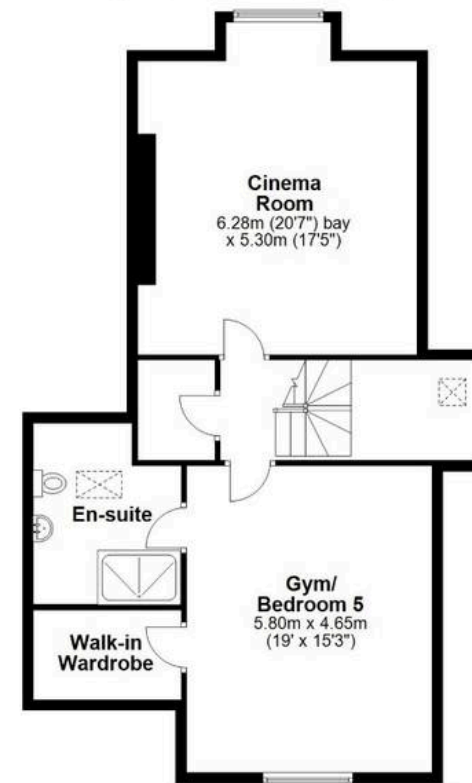 Cinema
Room
6.28m (20'7") bay
x 5.30m (17'5")
En-suite
Gym/
Bedroom 5
5.80m x 4.65m
(19' x 15'3")
Walk-in
Wardrobe